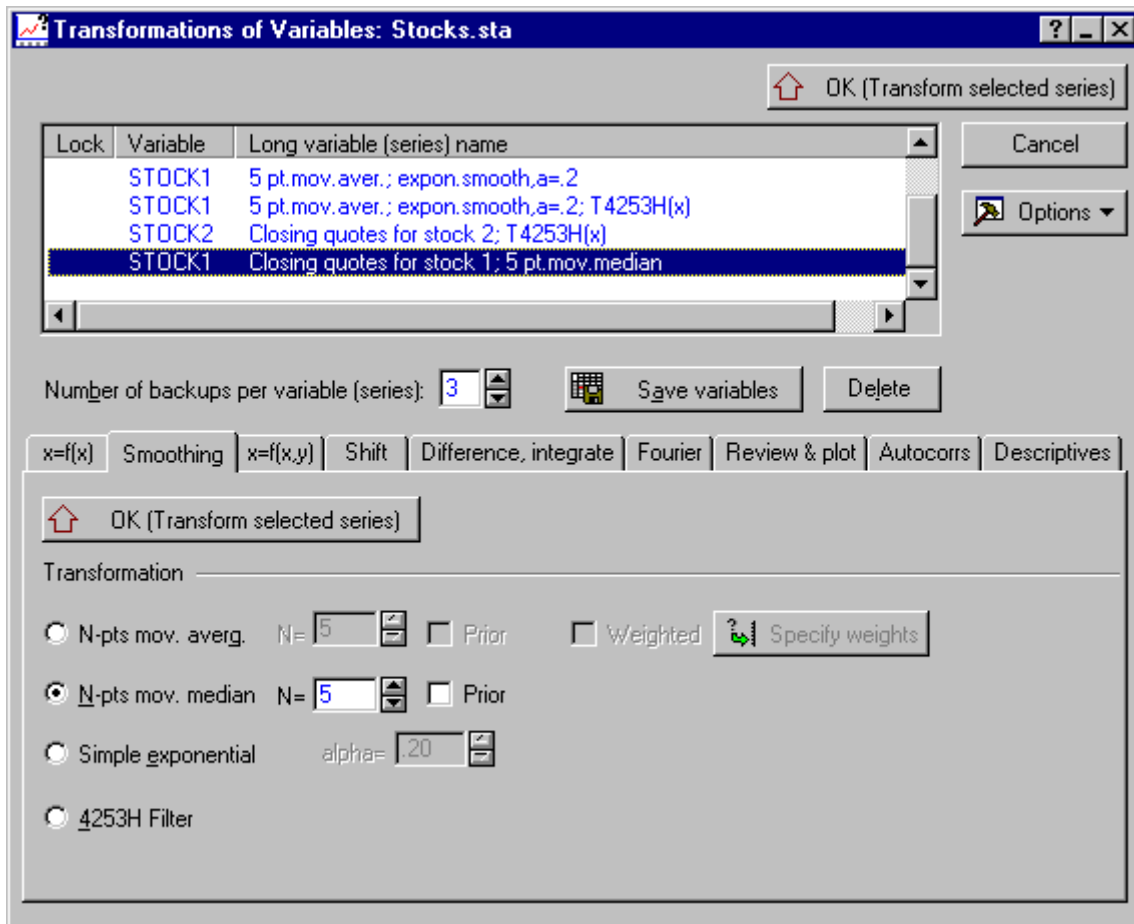 Transformations of Variables: Stocks.sta
OK (Transform selected series)
Lock Variable Long variable (series) name
Cancel
STOCK1 5 pt.mov.aver.; expon.smooth,a=.2
STOCK1 5 pt.mov.aver.; expon.smooth,a=.2; T4253H(x)
Options
STOCK2 Closing quotes for stock 2; T4253H(x)
STOCK1 Closing quotes for stock 1; 5 pt.mov.median
Number of backups per variable (series): 3 Save variables Delete
x=f(x) Smoothing x=f(x,y) Shift Difference, integrate Fourier Review & plot Autocorrs Descriptives
OK (Transform selected series)
Transformation
N-pts mov. averg. N= 5 Prior Weighted Specify weights
N-pts mov. median N= 5 Prior
Simple exponential alpha= .20
4253H Filter